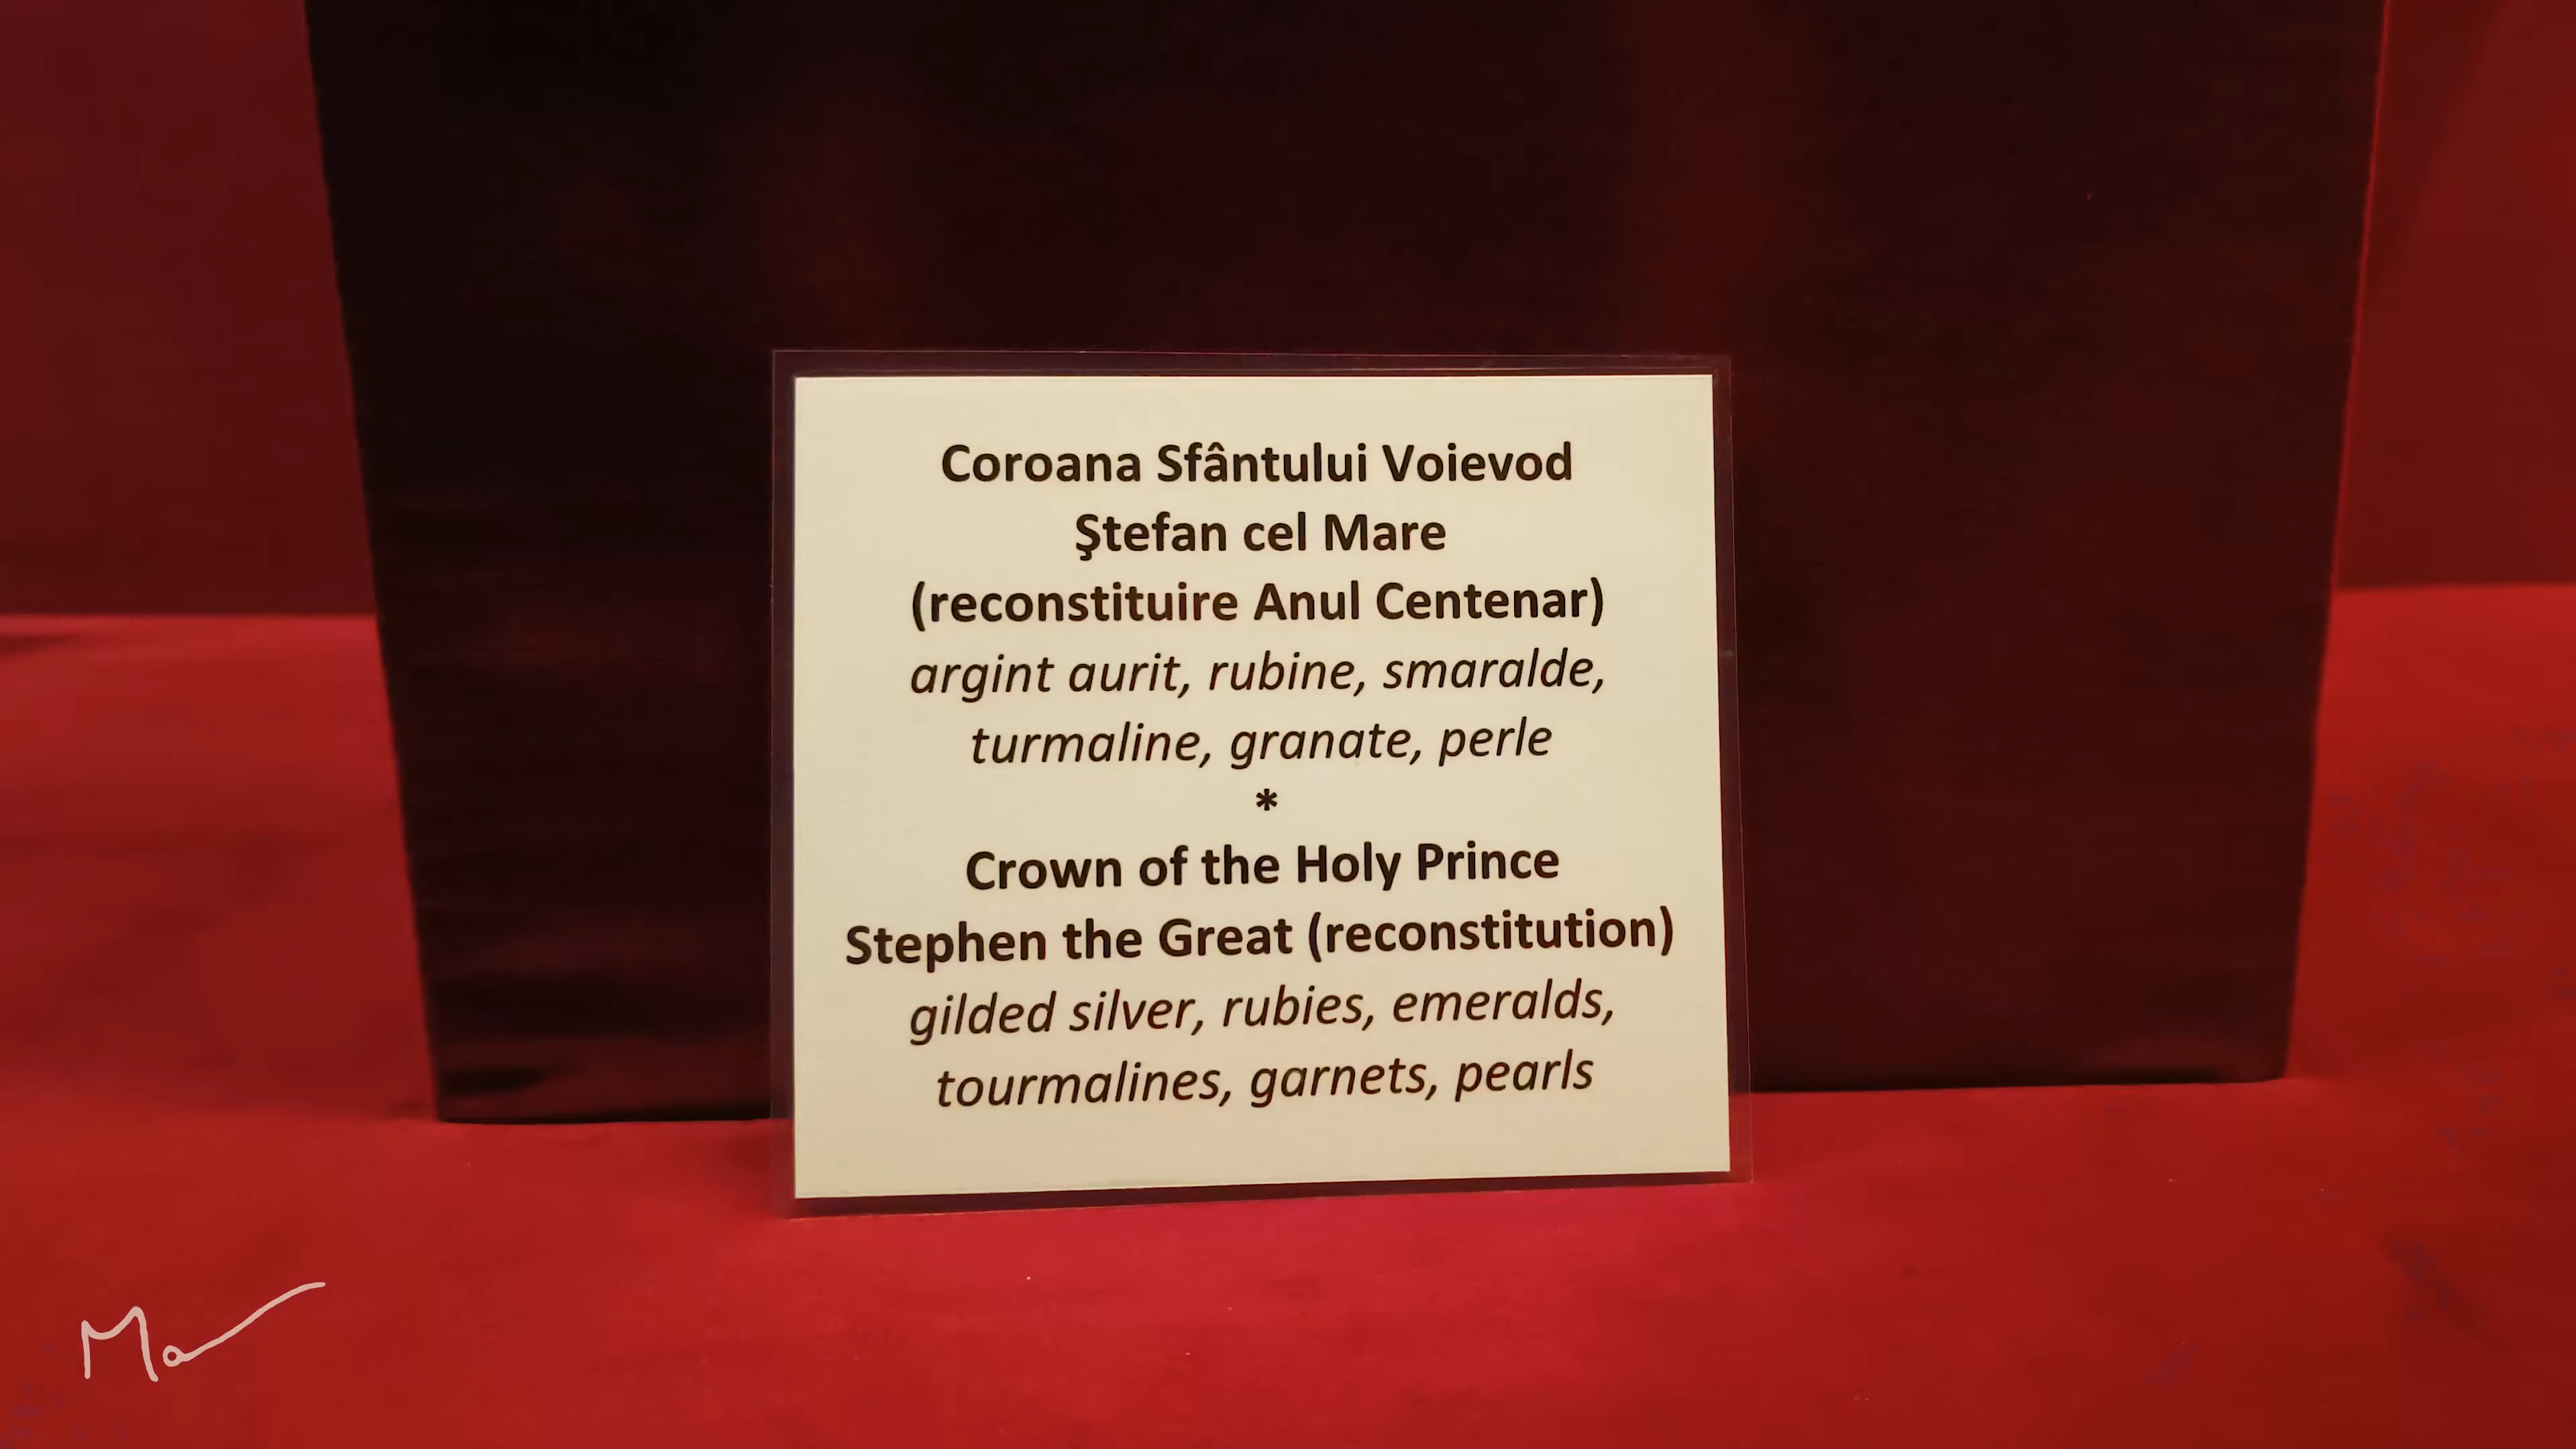 Coroana Sfântului Voievod
Ştefan cel Mare
(reconstituire Anul Centenar)
argint aurit, rubine, smaralde,
turmaline, granate, perle
*
Crown of the Holy Prince
Stephen the Great (reconstitution)
gilded silver, rubies, emeralds,
tourmalines, garnets, pearls